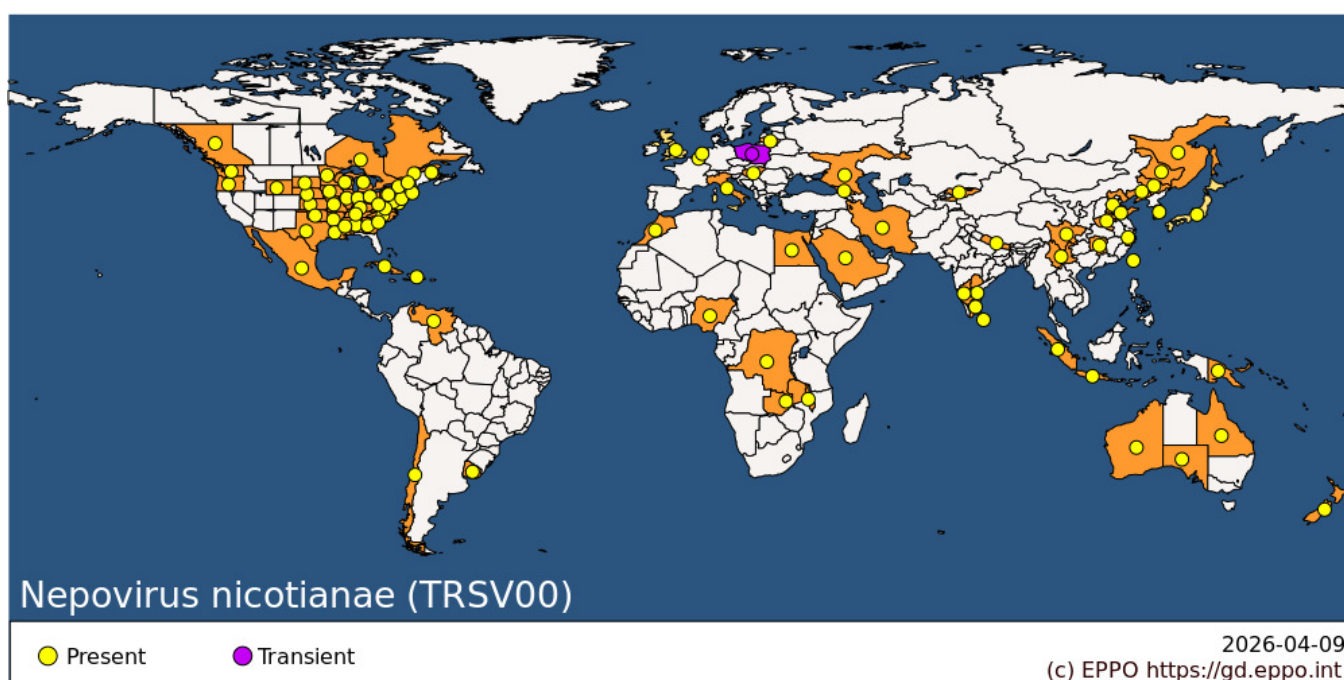 Nepovirus nicotianae (TRSV00)
Present
Transient
2026-04-09
(c) EPPO https://gd.eppo.int